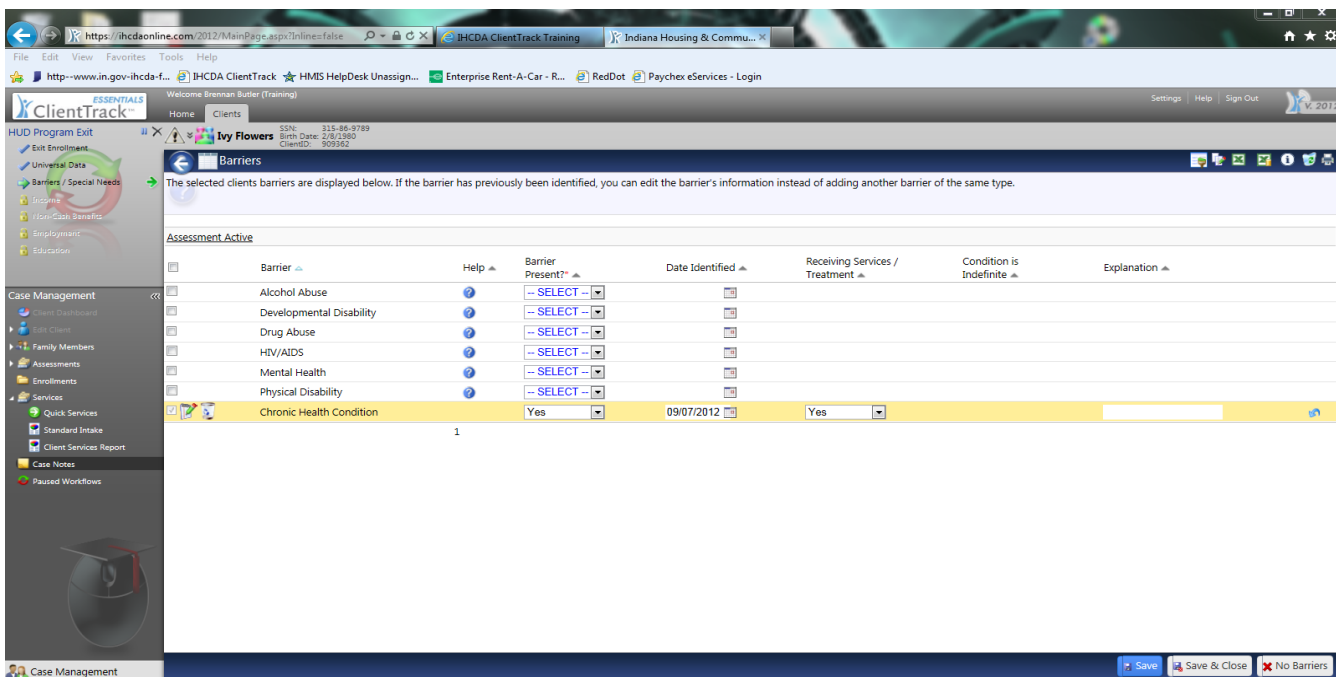 https://ihcdaonline.com/2012/MainPage.aspx?Inline=false
IHCDA ClientTrack Training
Indiana Housing & Commu...
File Edit View Favorites Tools Help
http--www.in.gov-ihcda-f... IHCDA ClientTrack HMIS HelpDesk Unassign... Enterprise Rent-A-Car - R... RedDot Paychex eServices - Login
ESSENTIALS
ClientTrack
Welcome Brennan Butler (Training)
Home Clients
Settings | Help | Sign Out
V. 2012
HUD Program Exit
Ivy Flowers
SSN: 315-86-9789
Birth Date: 2/8/1980
ClientID: 909362
Exit Enrollment
Universal Data
Barriers / Special Needs
Income
Non-Cash Benefits
Employment
Education
Barriers
The selected clients barriers are displayed below. If the barrier has previously been identified, you can edit the barrier's information instead of adding another barrier of the same type.
Assessment Active
Barrier Help Barrier Present?* Date Identified Receiving Services / Treatment Condition is Indefinite Explanation
Alcohol Abuse -- SELECT --
Developmental Disability -- SELECT --
Drug Abuse -- SELECT --
HIV/AIDS -- SELECT --
Mental Health -- SELECT --
Physical Disability -- SELECT --
Chronic Health Condition Yes 09/07/2012 Yes
1
Case Management
Client Dashboard
Edit Client
Family Members
Assessments
Enrollments
Services
Quick Services
Standard Intake
Client Services Report
Case Notes
Paused Workflows
Case Management
Save Save & Close No Barriers